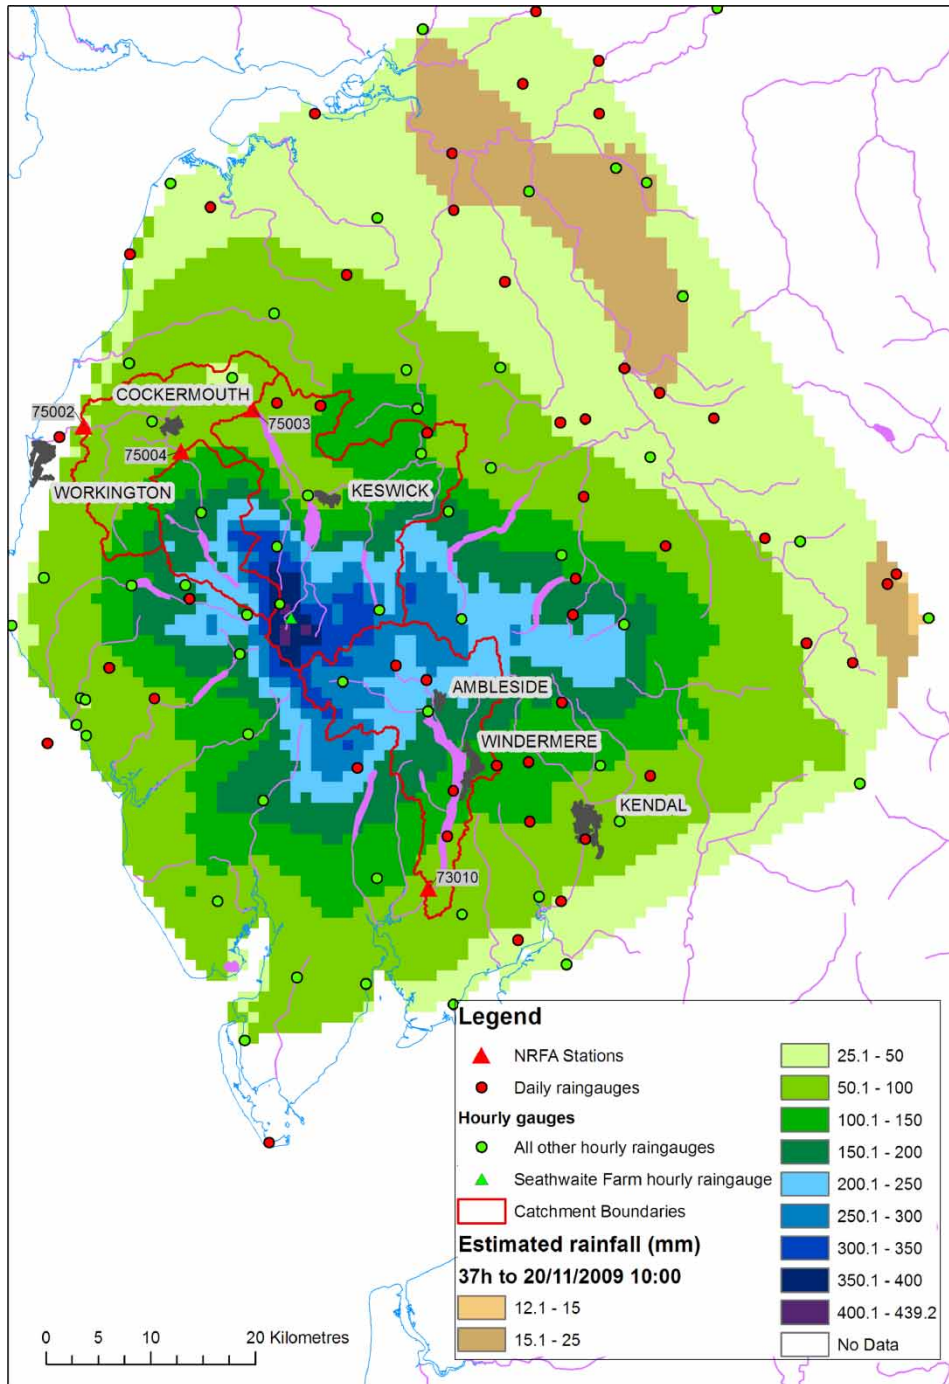 COCKERMOUTH
75002
75003
75004
WORKINGTON
KESWICK
AMBLESIDE
WINDERMERE
KENDAL
73010
Legend
NRFA Stations
Daily raingauges
Hourly gauges
All other hourly raingauges
Seathwaite Farm hourly raingauge
Catchment Boundaries
Estimated rainfall (mm)
37h to 20/11/2009 10:00
12.1 - 15
15.1 - 25
25.1 - 50
50.1 - 100
100.1 - 150
150.1 - 200
200.1 - 250
250.1 - 300
300.1 - 350
350.1 - 400
400.1 - 439.2
No Data
0 5 10 20 Kilometres